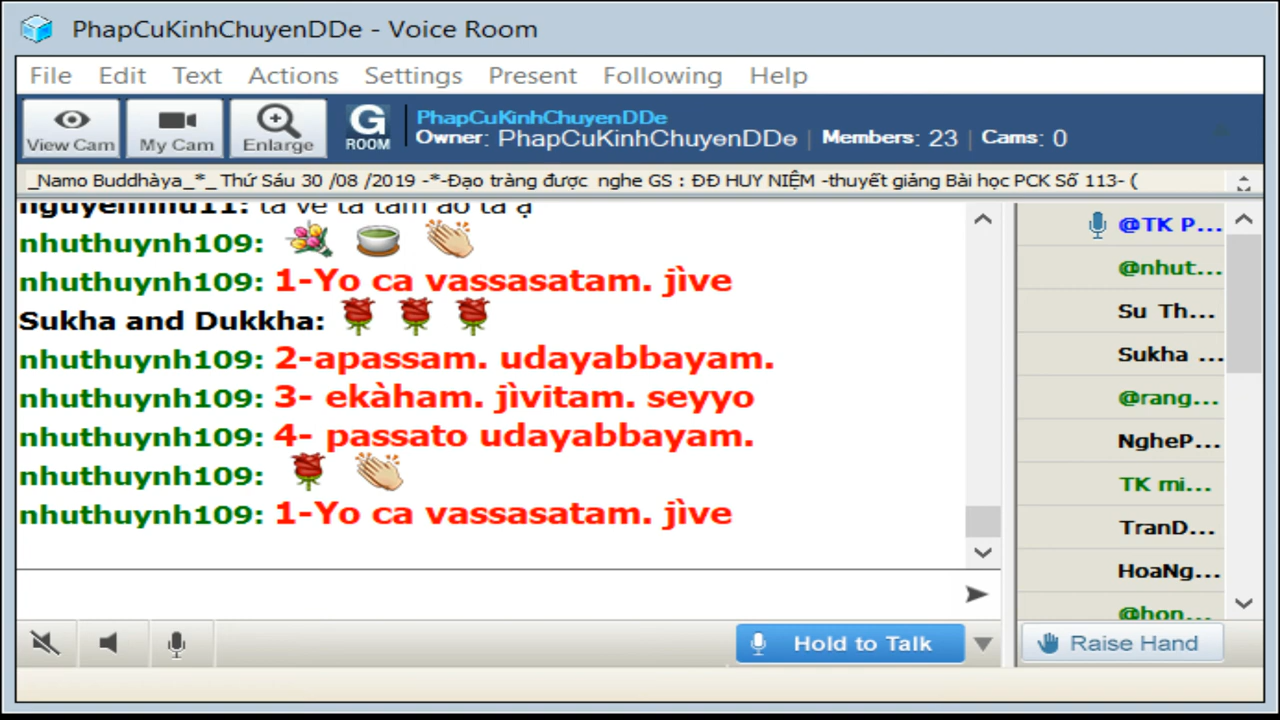 PhapCuKinhChuyenDDe - Voice Room
File Edit Text Actions Settings Present Following Help
View Cam My Cam Enlarge G ROOM
PhapCuKinhChuyenDDe
Owner: PhapCuKinhChuyenDDe | Members: 23 | Cams: 0
_Namo Buddhàya_*_ Thứ Sáu 30 /08 /2019 -*-Đạo tràng được nghe GS : ĐĐ HUY NIỆM -thuyết giảng Bài học PCK Số 113- (
nhuthuynh109:
nhuthuynh109: 1-Yo ca vassasatam. jìve
Sukha and Dukkha:
nhuthuynh109: 2-apassam. udayabbayam.
nhuthuynh109: 3- ekàham. jìvitam. seyyo
nhuthuynh109: 4- passato udayabbayam.
nhuthuynh109:
nhuthuynh109: 1-Yo ca vassasatam. jìve
@TK P...
@nhut...
Su Th...
Sukha ...
@rang...
NgheP...
TK mi...
TranD...
HoaNg...
@hon...
Hold to Talk
Raise Hand